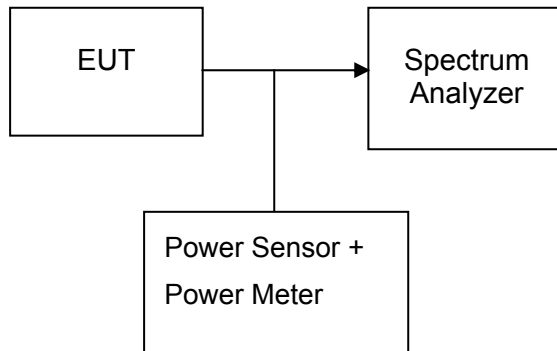 EUT
Spectrum
Analyzer
Power Sensor +
Power Meter